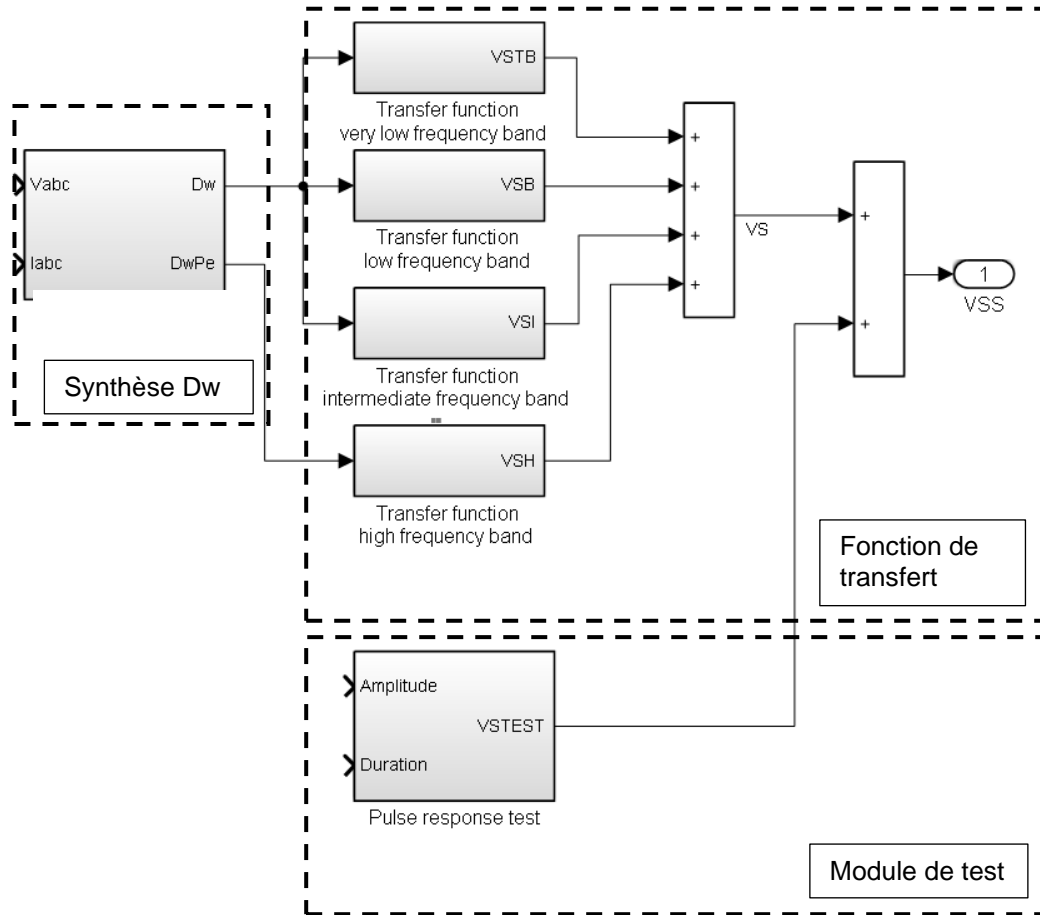 VSTB
Transfer function
very low frequency band
Vabc
Dw
Iabc
DwPe
Synthèse Dw
VSB
Transfer function
low frequency band
VSI
Transfer function
intermediate frequency band
VSH
Transfer function
high frequency band
+
+
+
+
VS
+
+
1
VSS
Fonction de
transfert
Amplitude
VSTEST
Duration
Pulse response test
Module de test